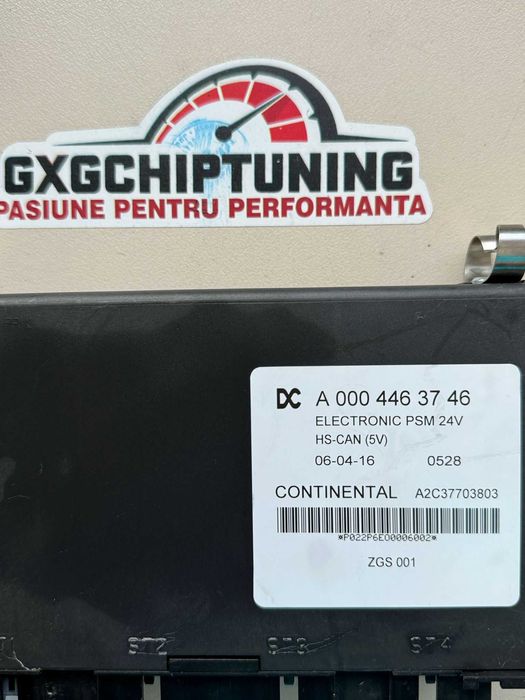 GXGCHIPTUNING
PASIUNE PENTRU PERFORMANTA
DC A 000 446 37 46
ELECTRONIC PSM 24V
HS-CAN (5V)
06-04-16 0528
CONTINENTAL A2C37703803
*P022P6E00006002*
ZGS 001
ST2 ST3 ST4